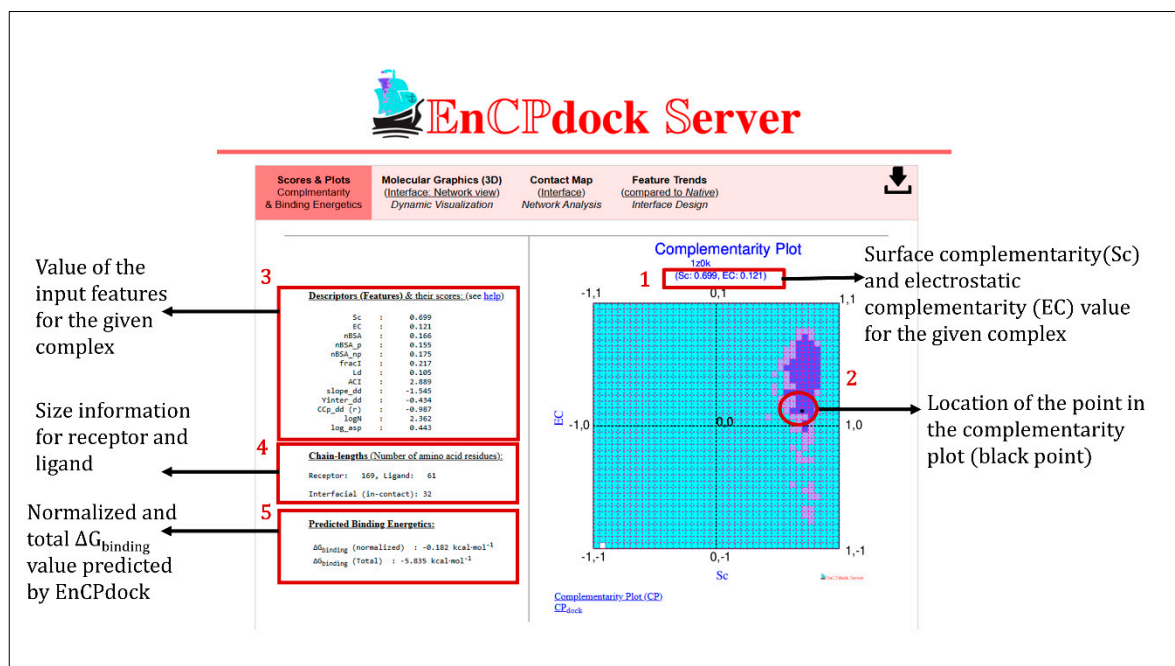 EnCPdock Server
Scores & Plots
Complmentarity
& Binding Energetics
Molecular Graphics (3D)
(Interface: Network view)
Dynamic Visualization
Contact Map
(Interface)
Network Analysis
Feature Trends
(compared to Native)
Interface Design
Value of the
input features
for the given
complex
3
Descriptors (Features) & their scores: (see help)
Sc : 0.699
EC : 0.121
nBSA : 0.166
nBSA_p : 0.155
nBSA_np : 0.175
fracI : 0.217
Ld : 0.105
ACI : 2.889
slope_dd : -1.545
Yinter_dd : -0.434
CCp_dd (r) : -0.987
logN : 2.362
log_asp : 0.443
Size information
for receptor and
ligand
4
Chain-lengths (Number of amino acid residues):
Receptor: 169, Ligand: 61
Interfacial (in-contact): 32
Normalized and
total ΔGbinding
value predicted
by EnCPdock
5
Predicted Binding Energetics:
ΔGbinding (normalized) : -0.182 kcal·mol-1
ΔGbinding (Total) : -5.835 kcal·mol-1
Complementarity Plot
1z0k
1
(Sc: 0.699, EC: 0.121)
-1,1
0,1
1,1
EC
-1,0
0,0
1,0
-1,-1
0,-1
1,-1
Sc
2
EnCPdock Server
Complementarity Plot (CP)
CPdock
Surface complementarity(Sc)
and electrostatic
complementarity (EC) value
for the given complex
Location of the point in
the complementarity
plot (black point)